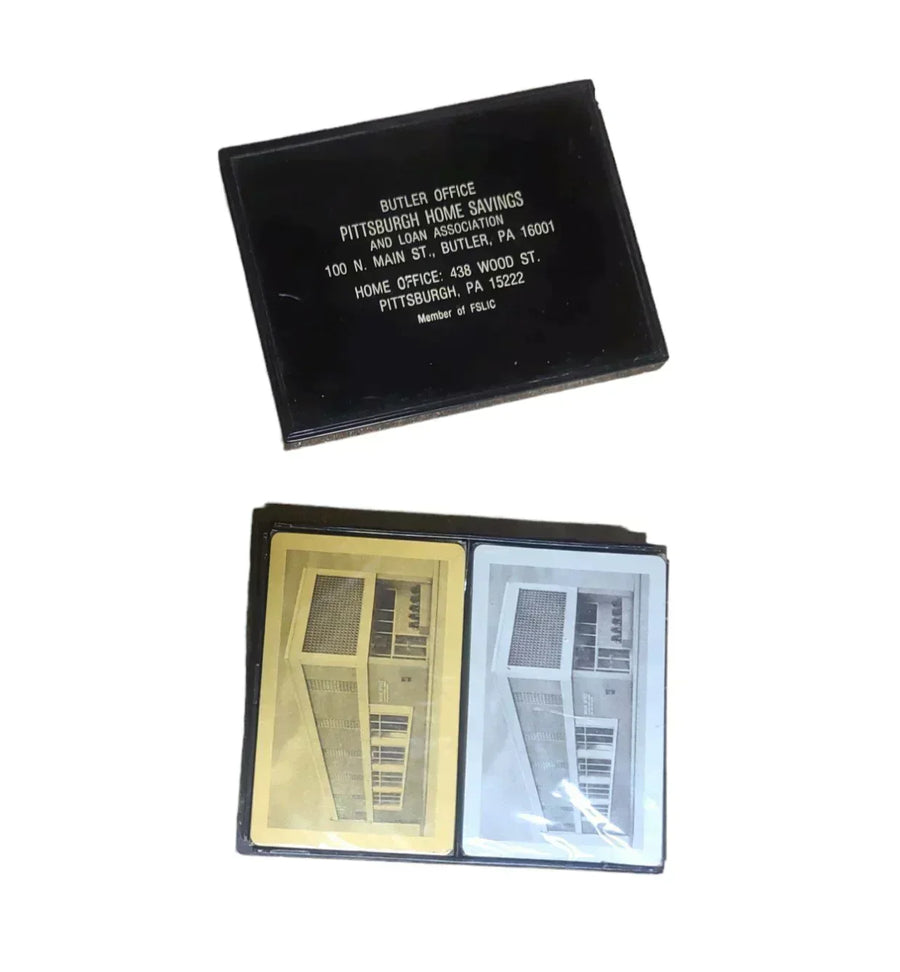 BUTLER OFFICE
PITTSBURGH HOME SAVINGS
AND LOAN ASSOCIATION
100 N. MAIN ST., BUTLER, PA 16001
HOME OFFICE: 438 WOOD ST.
PITTSBURGH, PA 15222
Member of FSLIC